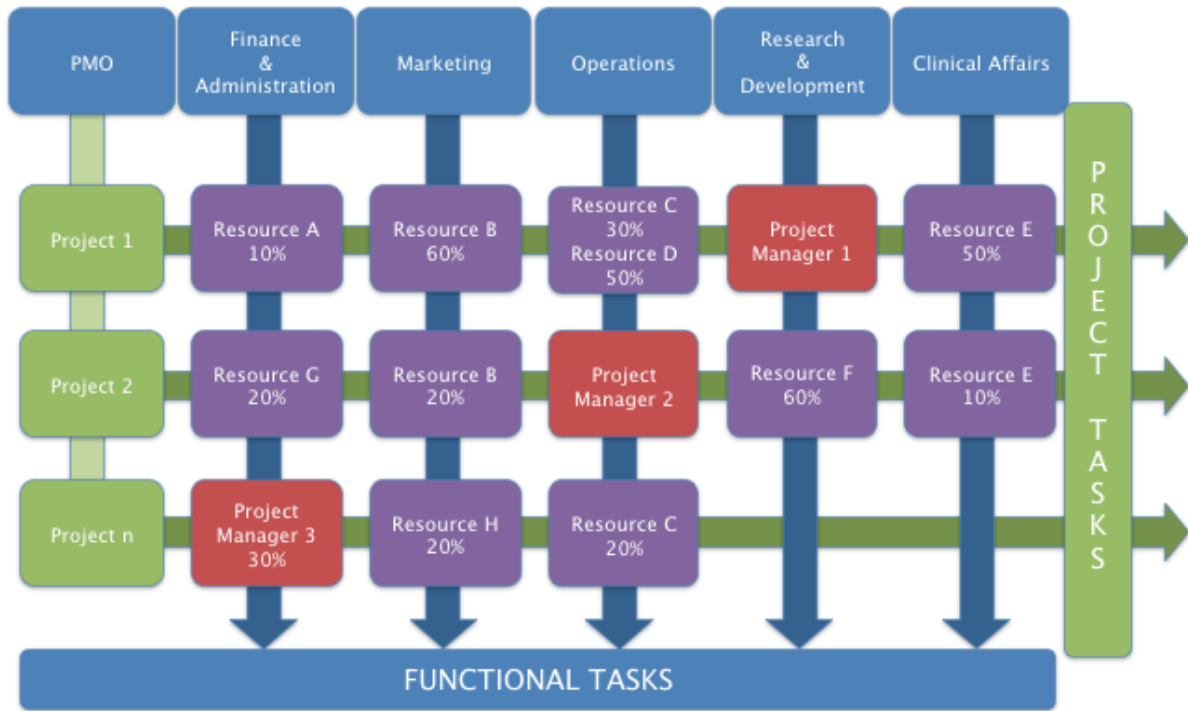 PMO
Finance
&
Administration
Marketing
Operations
Research
&
Development
Clinical Affairs
Project 1
Resource A
10%
Resource B
60%
Resource C
30%
Resource D
50%
Project
Manager 1
Resource E
50%
Project 2
Resource G
20%
Resource B
20%
Project
Manager 2
Resource F
60%
Resource E
10%
Project n
Project
Manager 3
30%
Resource H
20%
Resource C
20%
PROJECT TASKS
FUNCTIONAL TASKS